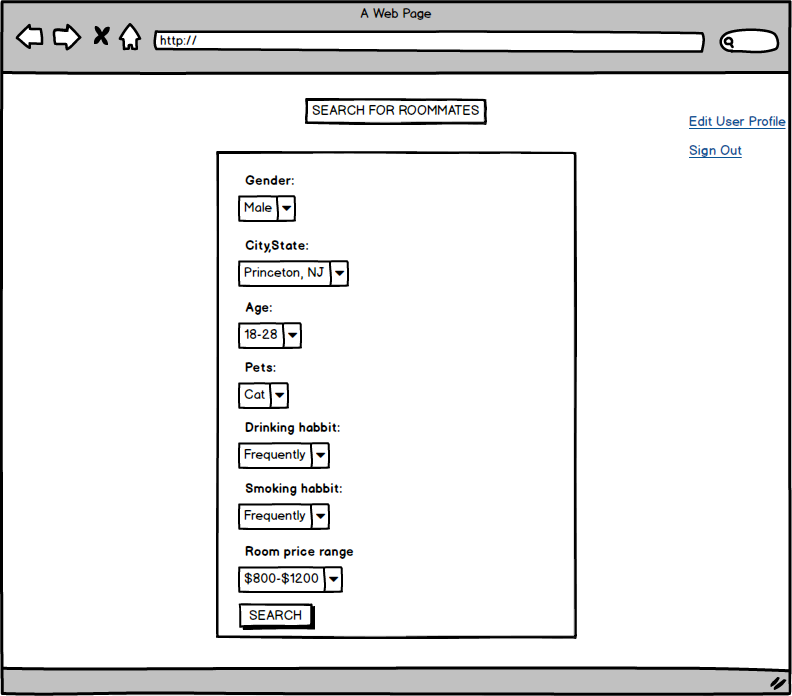 A Web Page
http://
SEARCH FOR ROOMMATES
Edit User Profile
Sign Out
Gender:
Male
City,State:
Princeton, NJ
Age:
18-28
Pets:
Cat
Drinking habbit:
Frequently
Smoking habbit:
Frequently
Room price range
$800-$1200
SEARCH